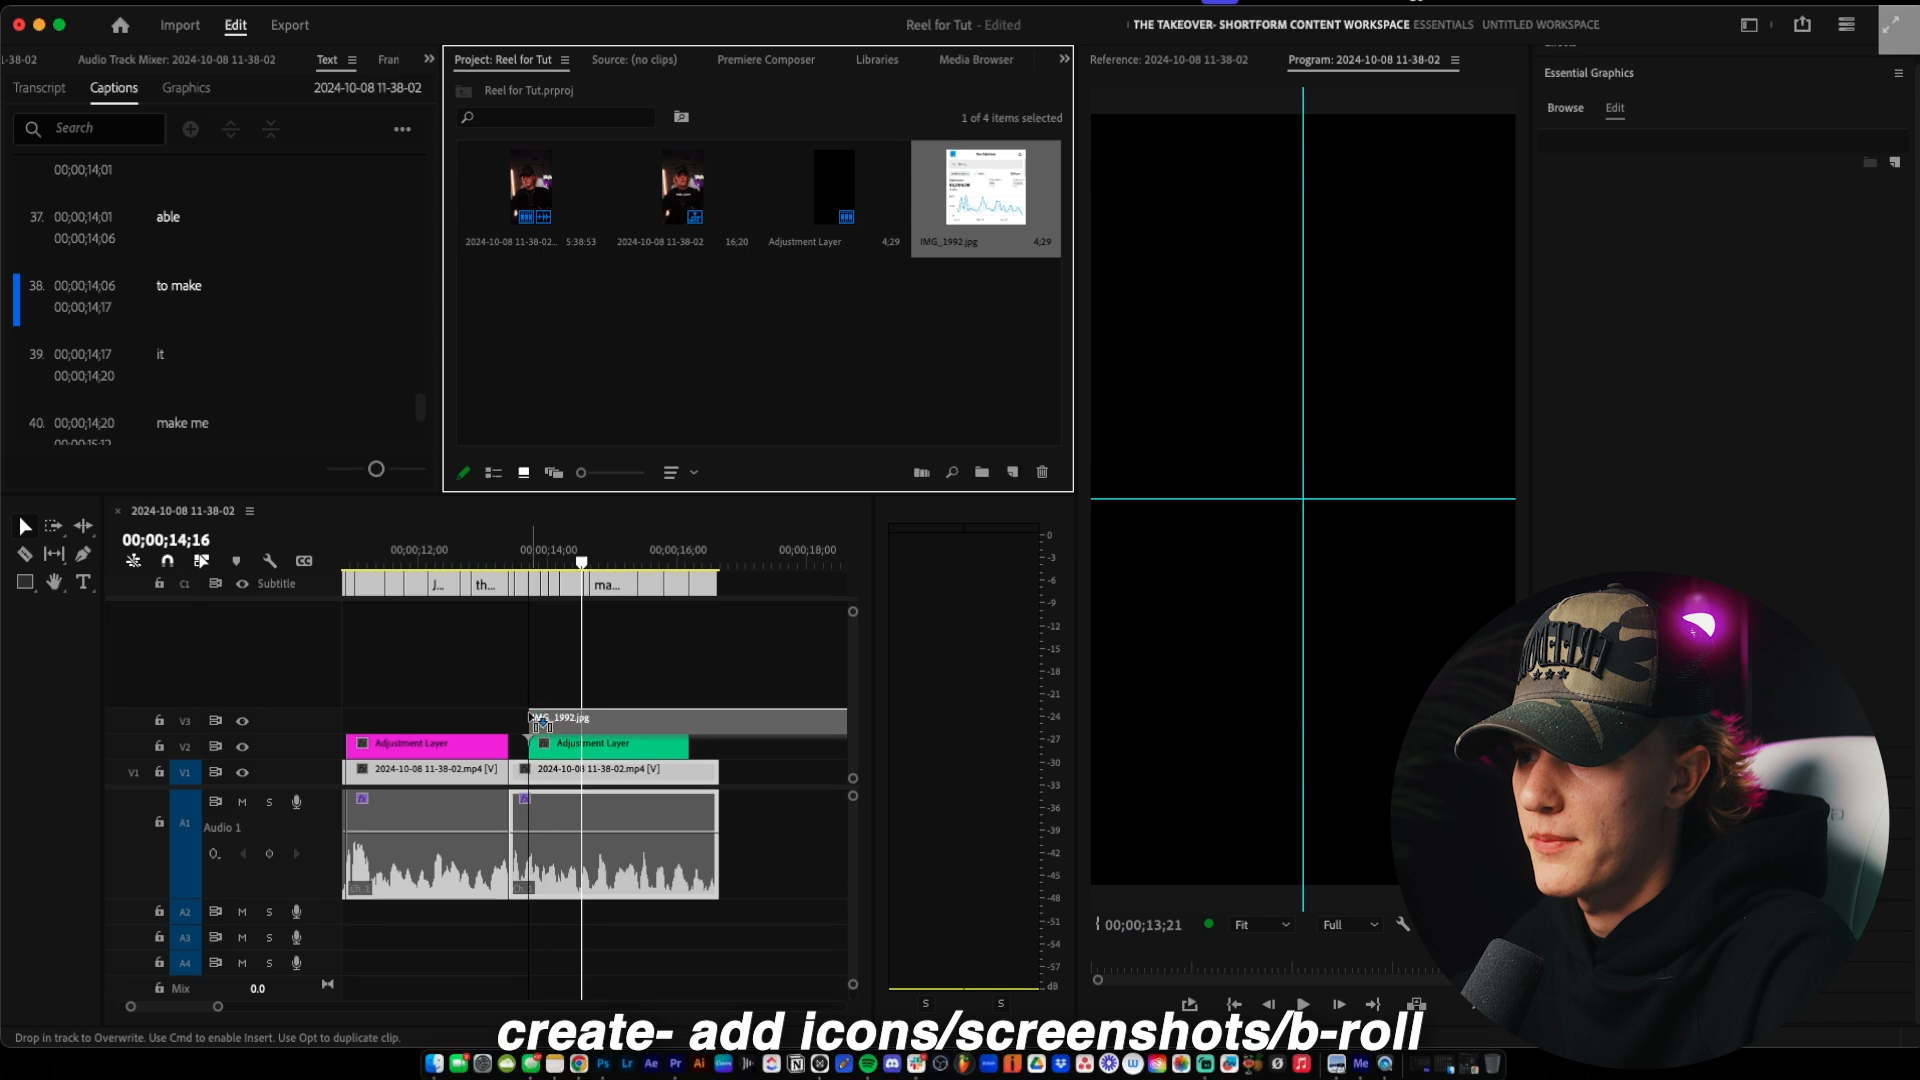 Import
Edit
Export
Reel for Tut - Edited
THE TAKEOVER- SHORTFORM CONTENT WORKSPACE
ESSENTIALS
UNTITLED WORKSPACE
1-38-02
Audio Track Mixer: 2024-10-08 11-38-02
Text
Fran
Transcript
Captions
Graphics
2024-10-08 11-38-02
Search
00;00;14;01
37. 00;00;14;01 able
00;00;14;06
38. 00;00;14;06 to make
00;00;14;17
39. 00;00;14;17 it
00;00;14;20
40. 00;00;14;20 make me
Project: Reel for Tut
Source: (no clips)
Premiere Composer
Libraries
Media Browser
Reel for Tut.prproj
1 of 4 items selected
2024-10-08 11-38-02... 5:38:53
2024-10-08 11-38-02 16;20
Adjustment Layer 4;29
IMG_1992.jpg 4;29
Reference: 2024-10-08 11-38-02
Program: 2024-10-08 11-38-02
Essential Graphics
Browse
Edit
2024-10-08 11-38-02
00;00;14;16
00;00;12;00
00;00;14;00
00;00;16;00
00;00;18;00
C1
Subtitle
J...
th...
ma...
V3
_1992.jpg
V2
Adjustment Layer
Adjustment Layer
V1
V1
2024-10-08 11-38-02.mp4 [V]
2024-10-08 11-38-02.mp4 [V]
A1
M
S
Audio 1
Ch. 1
Ch. 1
A2
M
S
A3
M
S
A4
M
S
Mix
0.0
0
-3
-6
-9
-12
-15
-18
-21
-24
-27
-30
-33
-36
-39
-42
-45
-48
-51
-54
-57
dB
S
S
00;00;13;21
Fit
Full
create- add icons/screenshots/b-roll
Drop in track to Overwrite. Use Cmd to enable Insert. Use Opt to duplicate clip.
Ps
Lr
Ae
Pr
Ai
Me